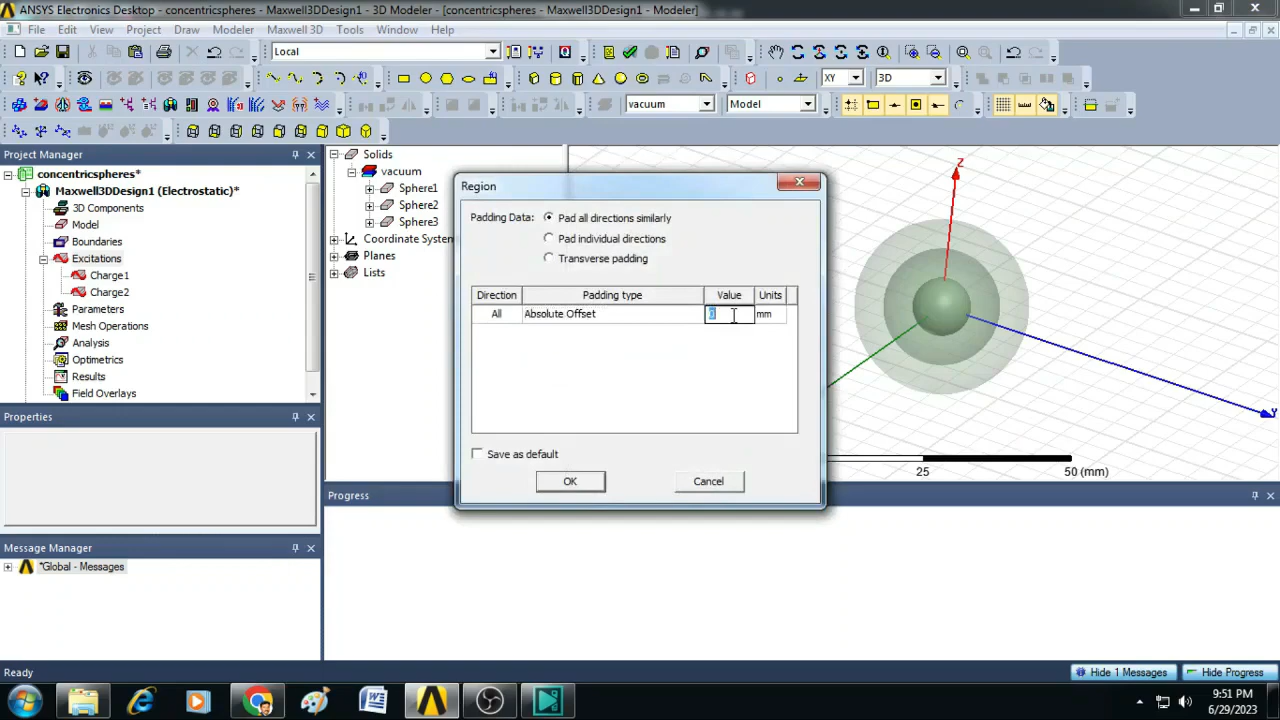 ANSYS Electronics Desktop - concentricspheres - Maxwell3DDesign1 - 3D Modeler - [concentricspheres - Maxwell3DDesign1 - Modeler]
File Edit View Project Draw Modeler Maxwell 3D Tools Window Help
Local
XY 3D
vacuum Model
Project Manager
concentricspheres*
Maxwell3DDesign1 (Electrostatic)*
3D Components
Model
Boundaries
Excitations
Charge1
Charge2
Parameters
Mesh Operations
Analysis
Optimetrics
Results
Field Overlays
Solids
vacuum
Sphere1
Sphere2
Sphere3
Coordinate System
Planes
Lists
Region
Padding Data: Pad all directions similarly
Pad individual directions
Transverse padding
Direction Padding type Value Units
All Absolute Offset 0 mm
Save as default
OK Cancel
Z
Y
25 50 (mm)
Properties
Progress
Message Manager
*Global - Messages
Ready
Hide 1 Messages Hide Progress
9:51 PM
6/29/2023